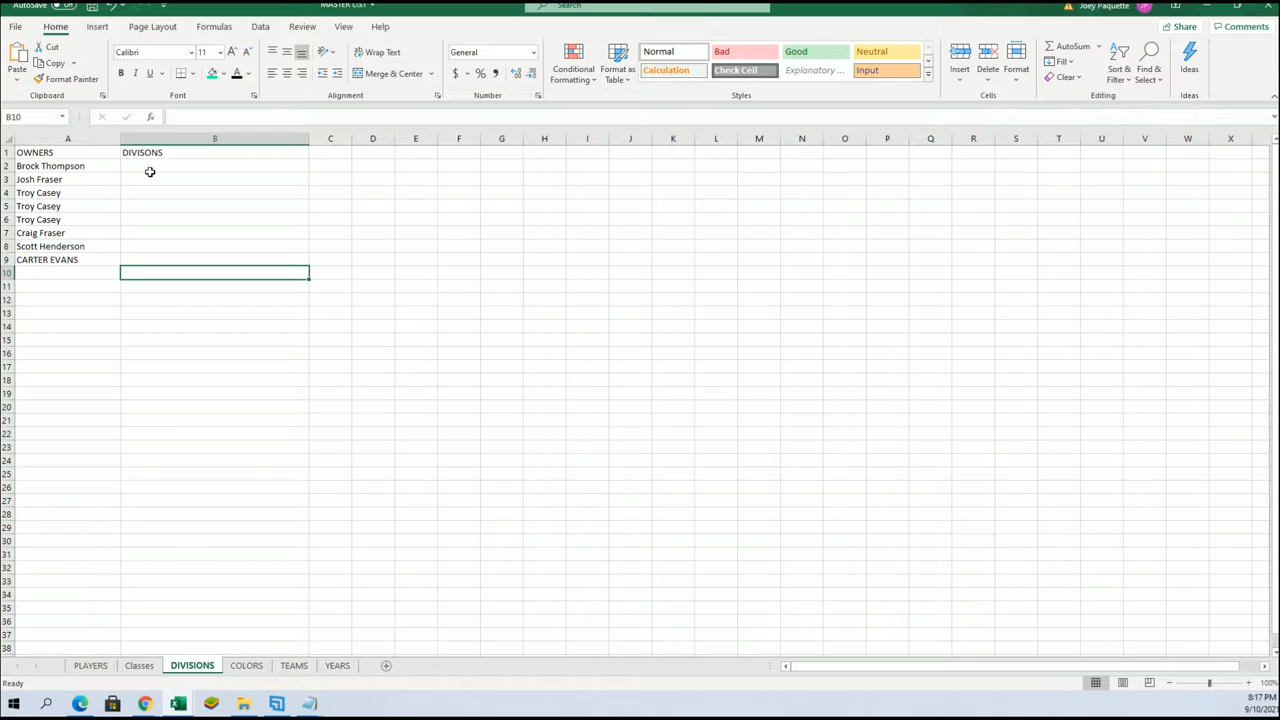 AutoSave Off MASTER LIST Search Joey Paquette JP
File Home Insert Page Layout Formulas Data Review View Help Share Comments
Paste Cut Copy Format Painter Clipboard
Calibri 11 A A B I U A Font
Wrap Text Merge & Center Alignment
General $ % , Number
Conditional Formatting Format as Table Normal Bad Good Neutral Calculation Check Cell Explanatory ... Input Styles
Insert Delete Format Cells
AutoSum Fill Clear Sort & Filter Find & Select Editing
Ideas Ideas
B10 fx
A B C D E F G H I J K L M N O P Q R S T U V W X
1 OWNERS DIVISONS
2 Brock Thompson
3 Josh Fraser
4 Troy Casey
5 Troy Casey
6 Troy Casey
7 Craig Fraser
8 Scott Henderson
9 CARTER EVANS
10
11
12
13
14
15
16
17
18
19
20
21
22
23
24
25
26
27
28
29
30
31
32
33
34
35
36
37
38
PLAYERS Classes DIVISIONS COLORS TEAMS YEARS
Ready 100%
8:17 PM
9/10/2021